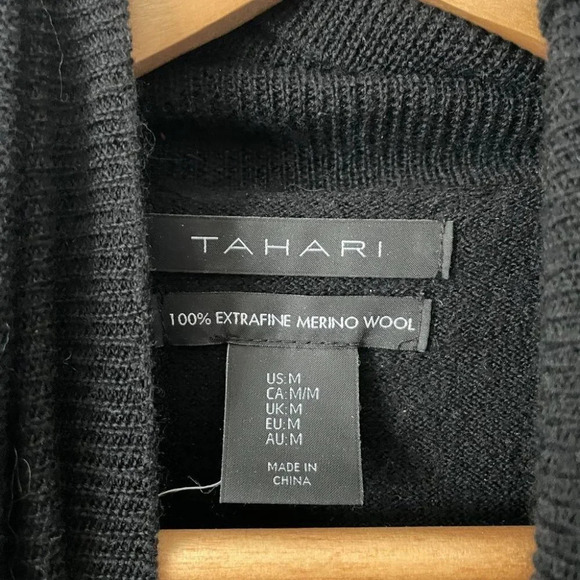 TAHARI
100% EXTRAFINE MERINO WOOL
US:M
CA:M/M
UK:M
EU:M
AU:M
MADE IN
CHINA